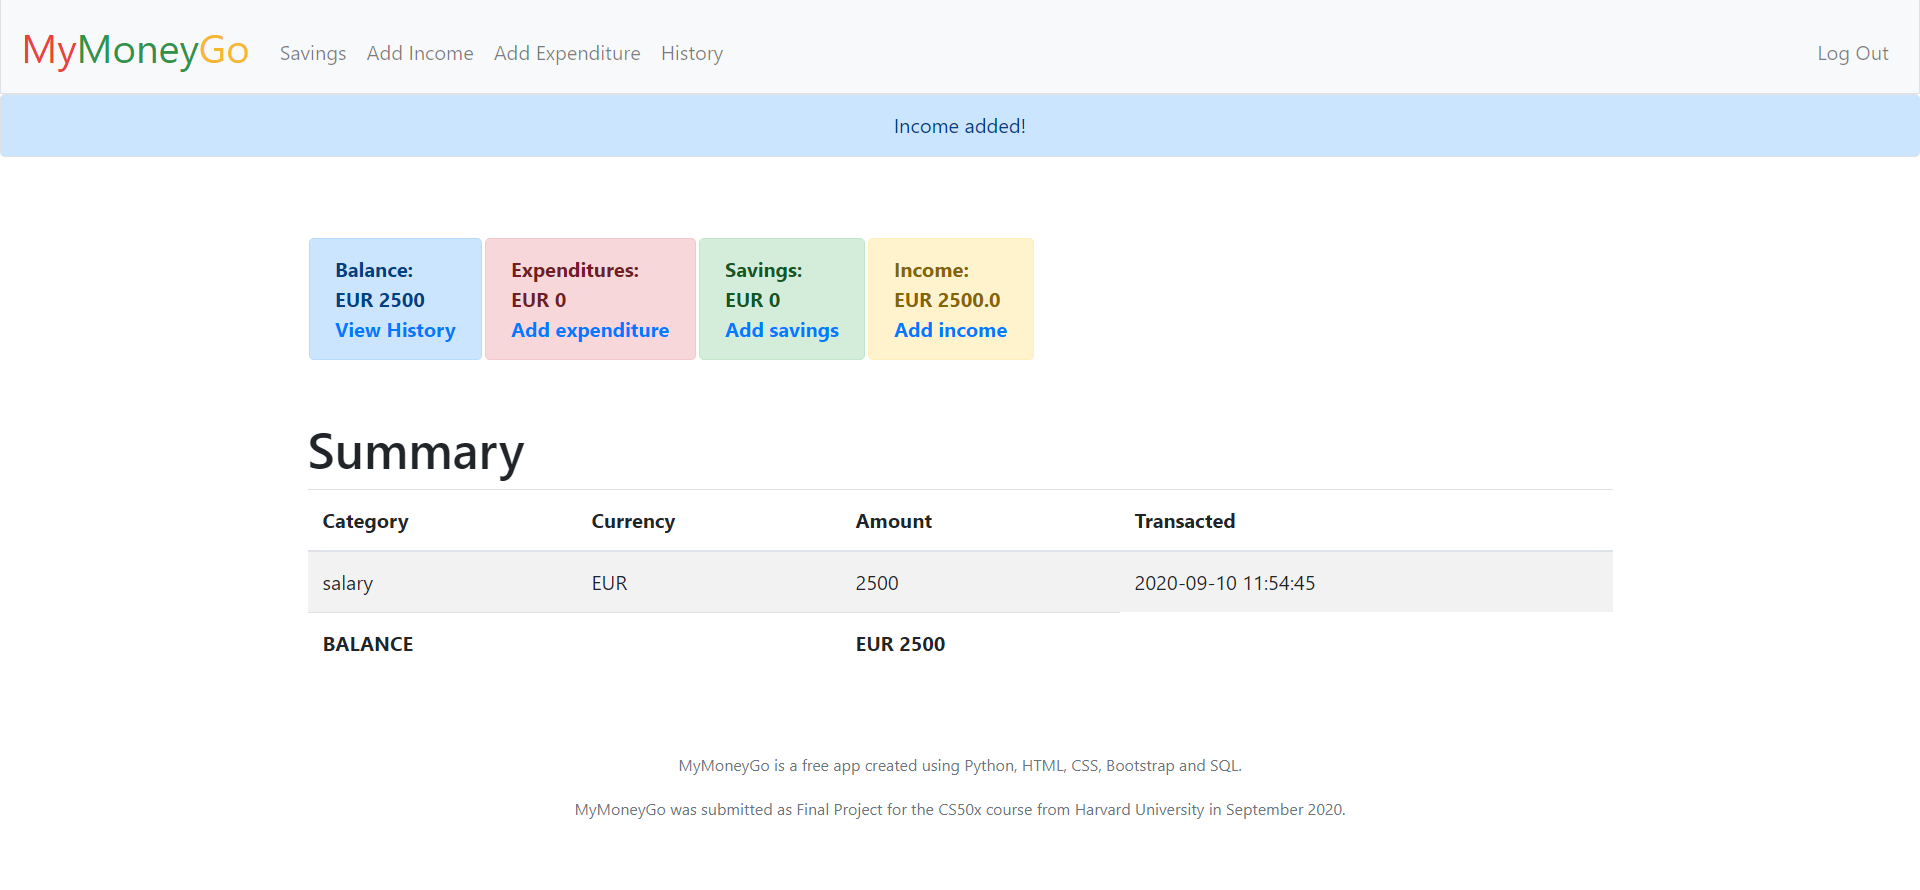 MyMoneyGo Savings Add Income Add Expenditure History Log Out
Income added!
Balance:
EUR 2500
View History
Expenditures:
EUR 0
Add expenditure
Savings:
EUR 0
Add savings
Income:
EUR 2500.0
Add income
Summary
Category Currency Amount Transacted
salary EUR 2500 2020-09-10 11:54:45
BALANCE EUR 2500
MyMoneyGo is a free app created using Python, HTML, CSS, Bootstrap and SQL.
MyMoneyGo was submitted as Final Project for the CS50x course from Harvard University in September 2020.